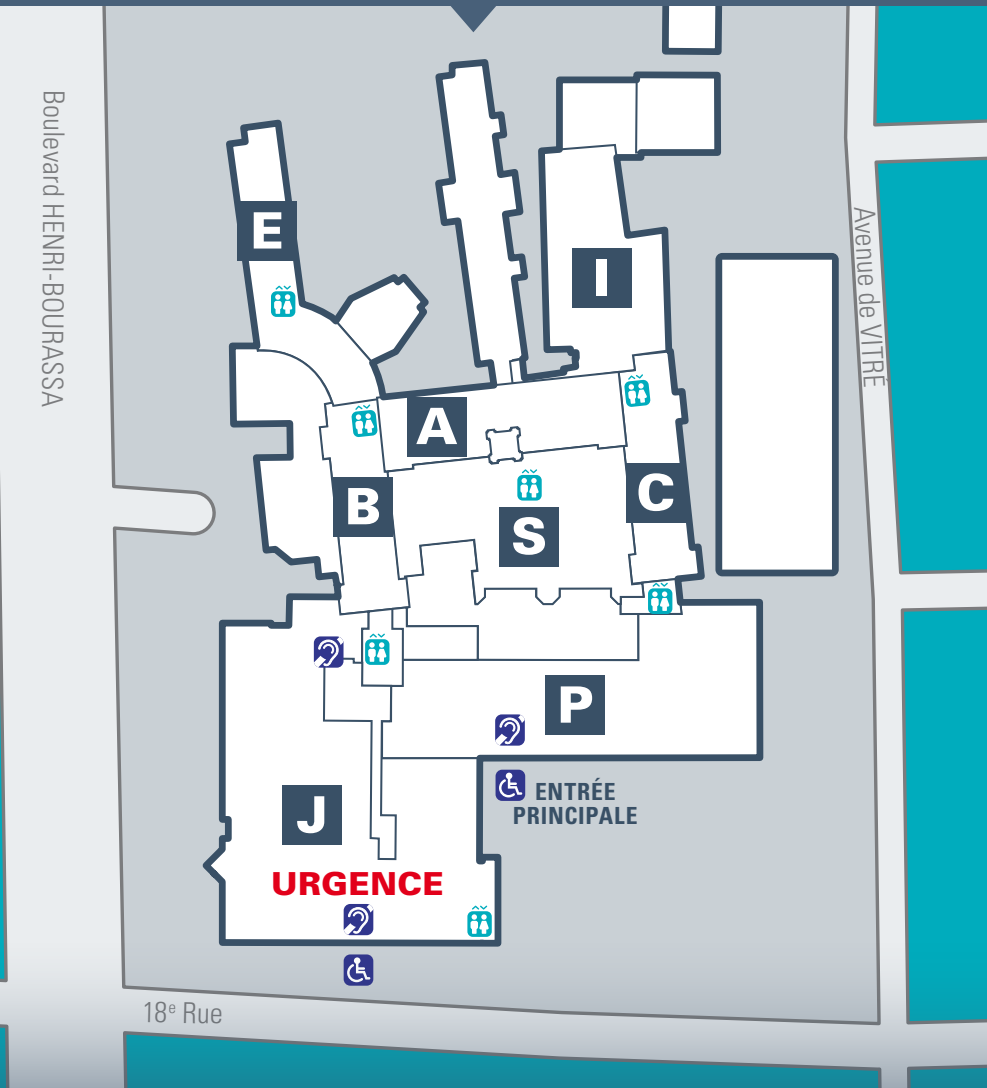 Boulevard HENRI-BOURASSA
Avenue de VITRÉ
E
I
A
B
S
C
P
J
ENTRÉE
PRINCIPALE
URGENCE
18e Rue